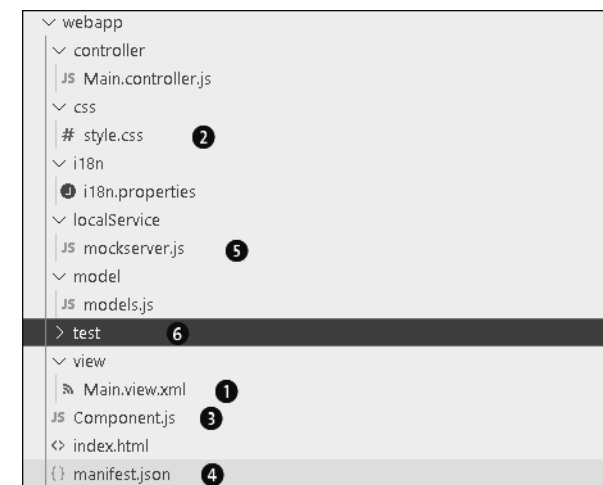 webapp
controller
JS Main.controller.js
css
# style.css 2
i18n
i18n.properties
localService
JS mockserver.js 5
model
JS models.js
test 6
view
Main.view.xml 1
JS Component.js 3
<> index.html
{} manifest.json 4